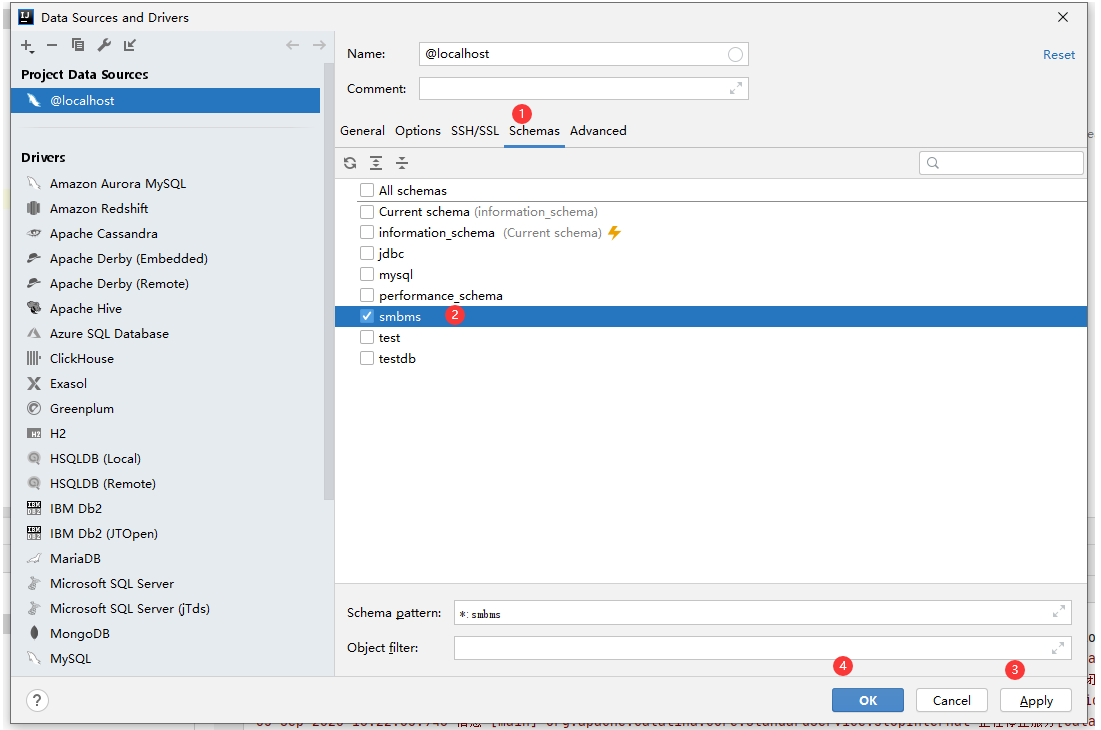 Data Sources and Drivers
Project Data Sources
@localhost
Drivers
Amazon Aurora MySQL
Amazon Redshift
Apache Cassandra
Apache Derby (Embedded)
Apache Derby (Remote)
Apache Hive
Azure SQL Database
ClickHouse
Exasol
Greenplum
H2
HSQLDB (Local)
HSQLDB (Remote)
IBM Db2
IBM Db2 (JTOpen)
MariaDB
Microsoft SQL Server
Microsoft SQL Server (jTds)
MongoDB
MySQL
Name: @localhost
Reset
Comment:
1
General Options SSH/SSL Schemas Advanced
All schemas
Current schema (information_schema)
information_schema (Current schema)
jdbc
mysql
performance_schema
smbms 2
test
testdb
Schema pattern: *:smbms
Object filter:
4 3
? OK Cancel Apply